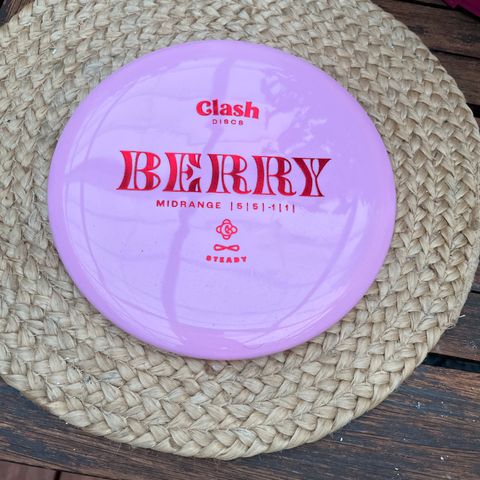 Clash
DISCS
BERRY
MIDRANGE |5|5|-1|1|
STEADY